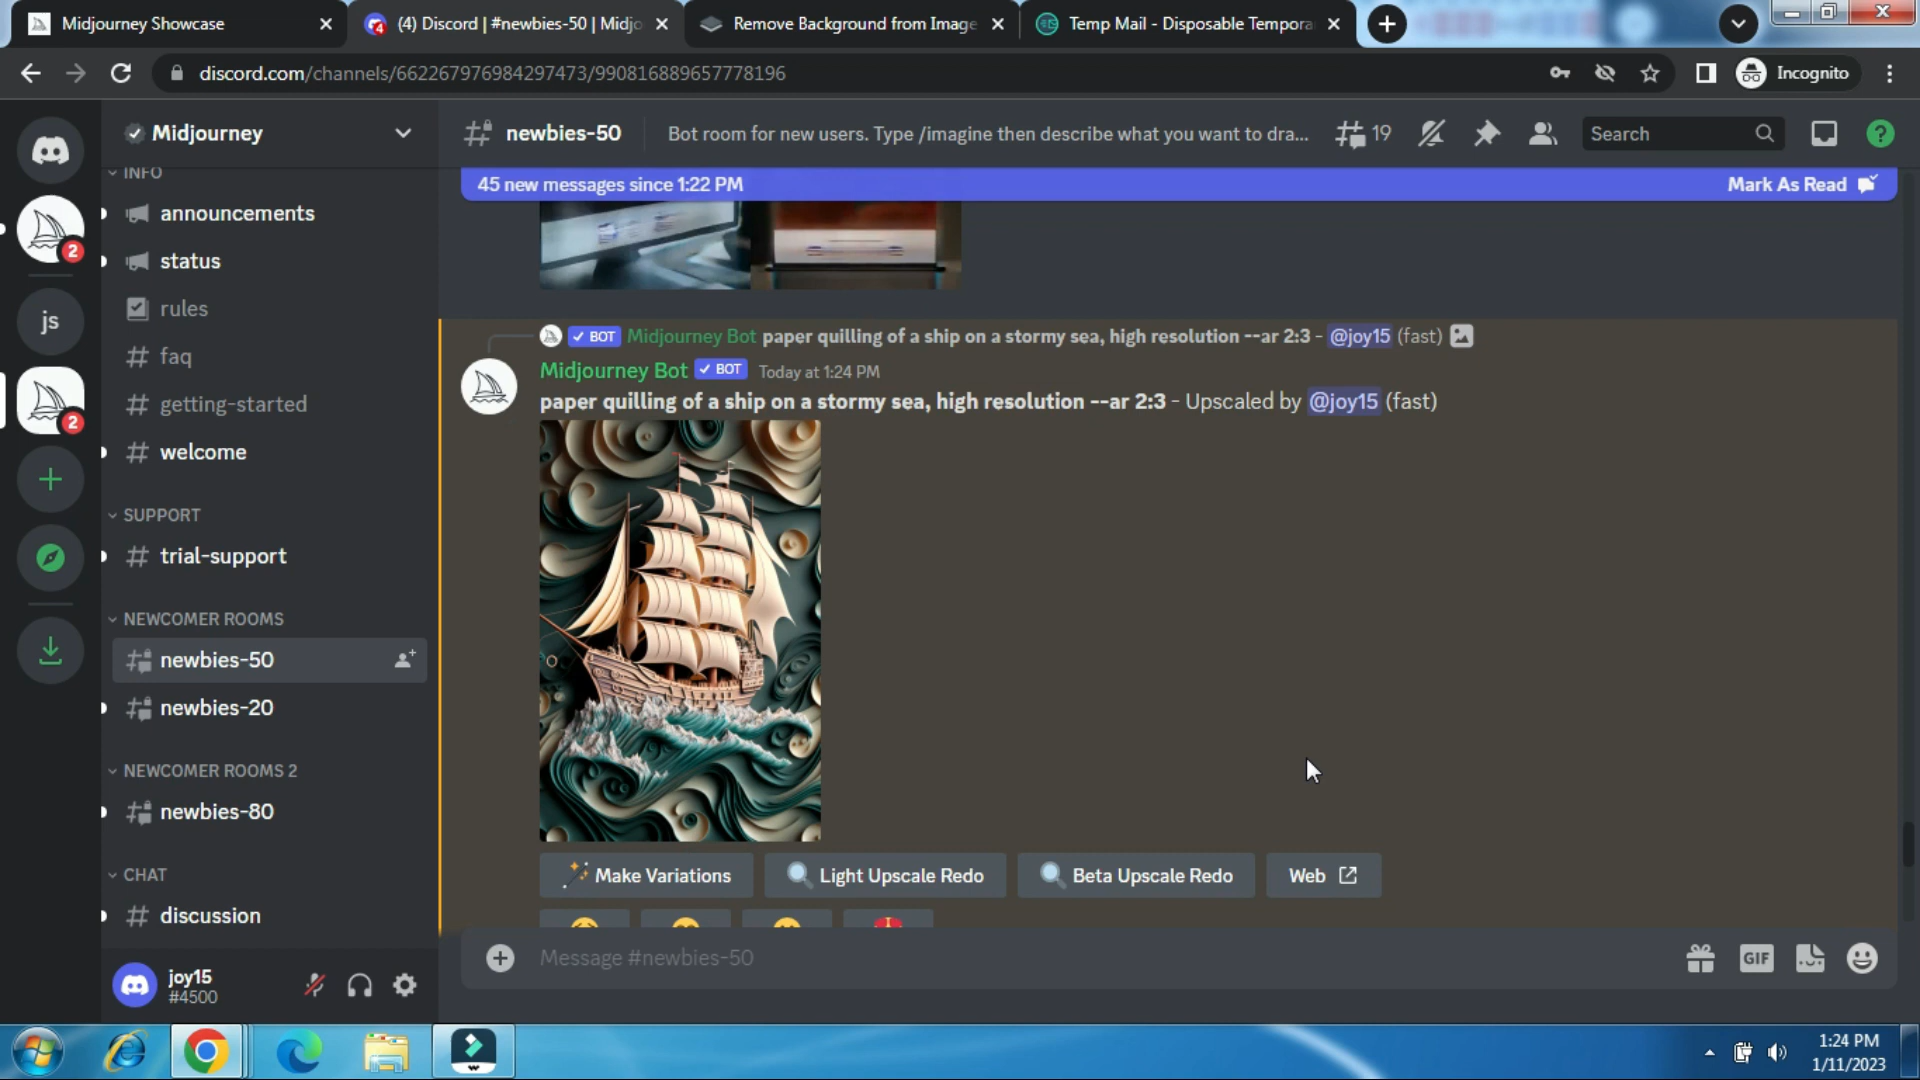 Midjourney Showcase
(4) Discord | #newbies-50 | Midjo
Remove Background from Image
Temp Mail - Disposable Tempora
discord.com/channels/662267976984297473/990816889657778196
Incognito
Midjourney
newbies-50
Bot room for new users. Type /imagine then describe what you want to dra...
19
Search
INFO
45 new messages since 1:22 PM
Mark As Read
announcements
2
status
rules
js
faq
getting-started
2
welcome
SUPPORT
trial-support
NEWCOMER ROOMS
newbies-50
newbies-20
NEWCOMER ROOMS 2
newbies-80
CHAT
discussion
joy15
#4500
BOT Midjourney Bot paper quilling of a ship on a stormy sea, high resolution --ar 2:3 - @joy15 (fast)
Midjourney Bot BOT Today at 1:24 PM
paper quilling of a ship on a stormy sea, high resolution --ar 2:3 - Upscaled by @joy15 (fast)
Make Variations
Light Upscale Redo
Beta Upscale Redo
Web
Message #newbies-50
GIF
1:24 PM
1/11/2023